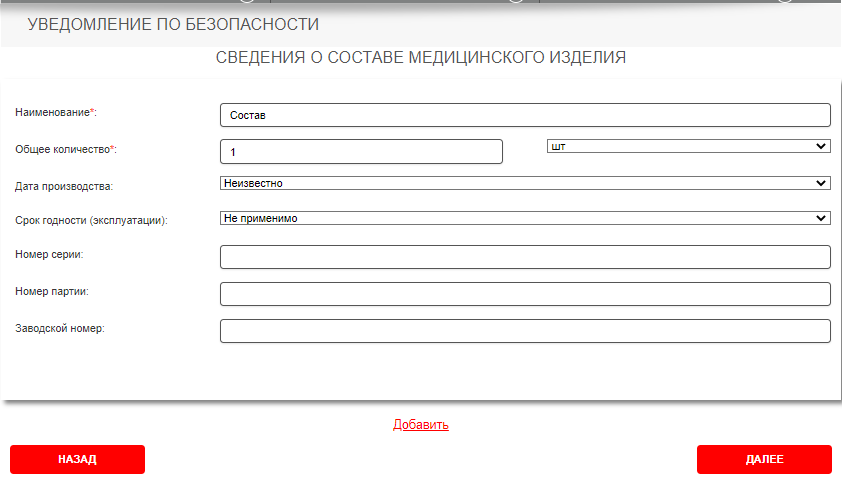 УВЕДОМЛЕНИЕ ПО БЕЗОПАСНОСТИ
СВЕДЕНИЯ О СОСТАВЕ МЕДИЦИНСКОГО ИЗДЕЛИЯ
Наименование*: Состав
Общее количество*: 1 шт
Дата производства: Неизвестно
Срок годности (эксплуатации): Не применимо
Номер серии:
Номер партии:
Заводской номер:
Добавить
НАЗАД ДАЛЕЕ